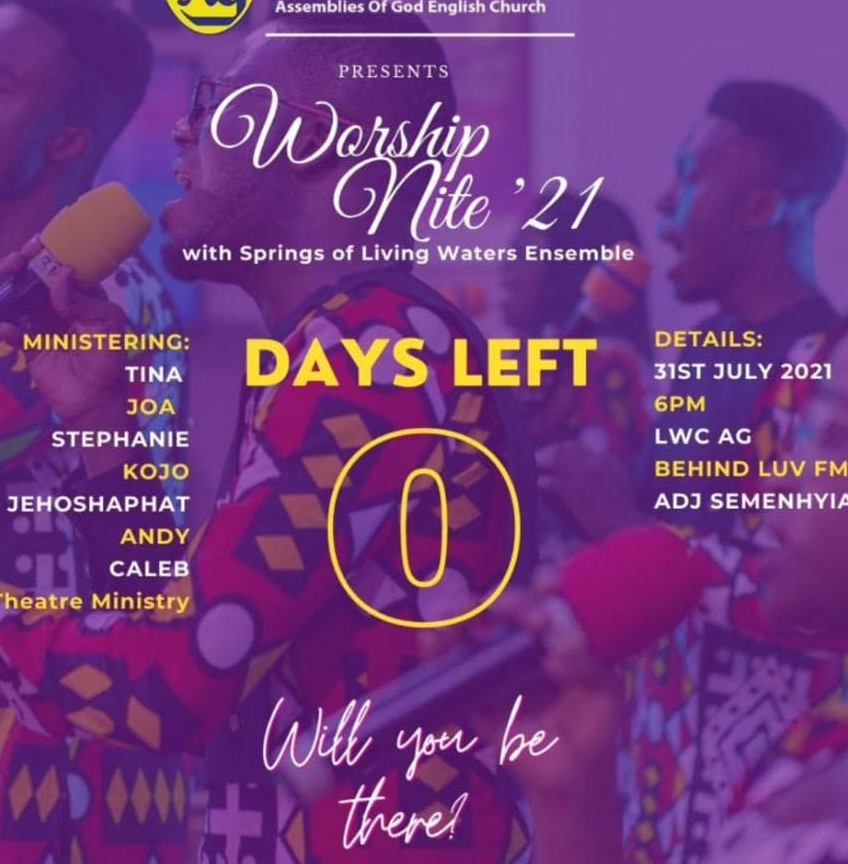 Assemblies Of God English Church
PRESENTS
Worship
Nite '21
with Springs of Living Waters Ensemble
MINISTERING:
TINA
JOA
STEPHANIE
KOJO
JEHOSHAPHAT
ANDY
CALEB
Theatre Ministry
DAYS LEFT
0
DETAILS:
31ST JULY 2021
6PM
LWC AG
BEHIND LUV FM
ADJ SEMENHYIA
Will you be
there?